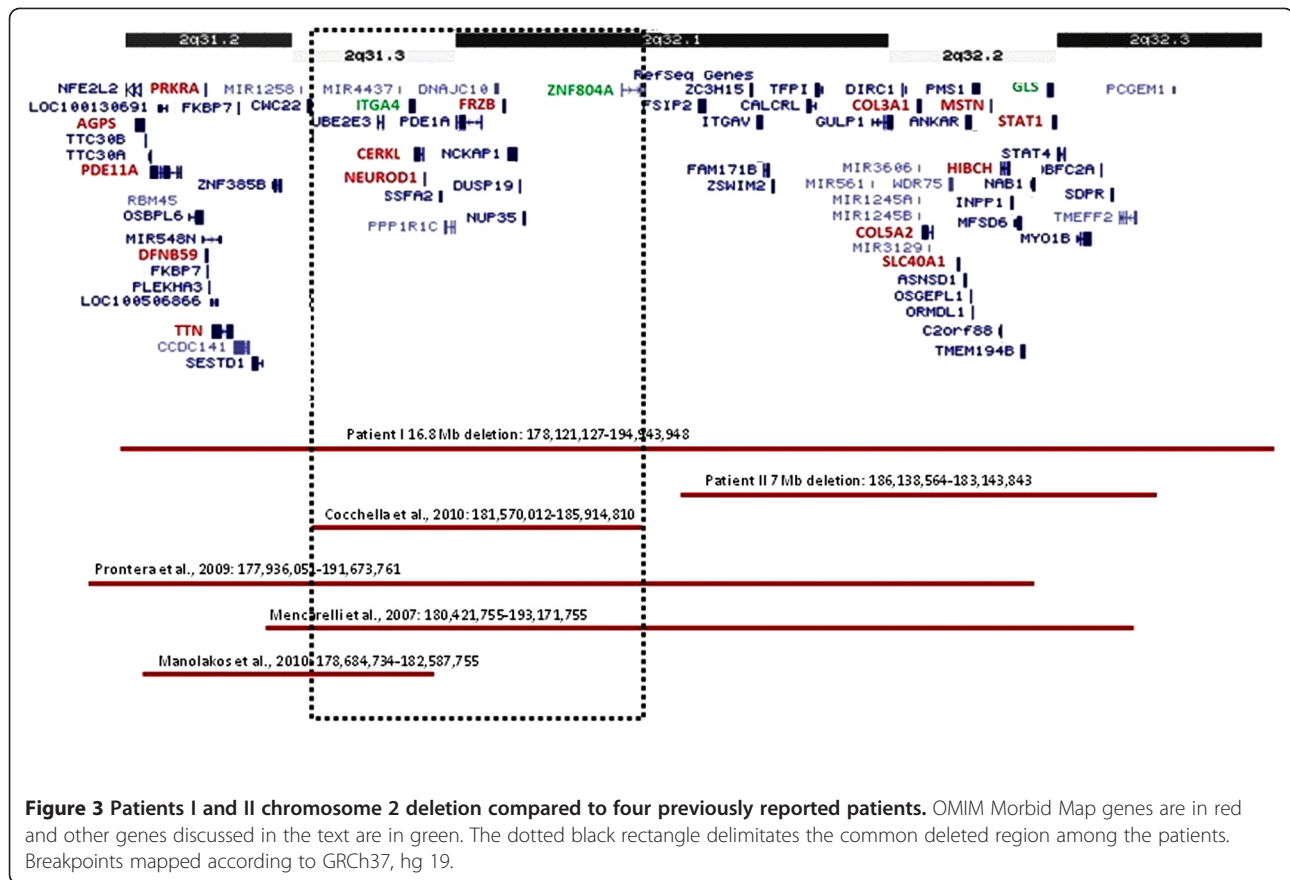 2q31.2 2q32.1 2q32.3
2q31.3 2q32.2
RefSeq Genes
NFE2L2 PRKRA MIR1258 MIR4437 DNAJC10 ZNF804A ZC3H15 TFPI DIRC1 PMS1 GLS PCGEM1
LOC100130691 FKBP7 CWC22 ITGA4 FRZB FSIP2 CALCRL COL3A1 MSTN
AGPS UBE2E3 PDE1A ITGAV GULP1 ANKAR STAT1
TTC30B
TTC30A CERKL NCKAP1 STAT4
PDE11A NEUROD1 DUSP19 FAM171B MIR3606 HIBCH OBFC2A
ZNF385B SSFA2 ZSWIM2 MIR561 WDR75 NAB1 SDPR
RBM45 MIR1245A INPP1
OSBPL6 PPP1R1C NUP35 MIR1245B MFSD6 TMEFF2
MIR548N COL5A2 MYO1B
DFNB59 MIR3129
FKBP7 SLC40A1
PLEKHA3 ASNSD1
LOC100506866 OSGEPL1
ORMDL1
TTN C2orf88
CCDC141 TMEM194B
SESTD1
Patient I 16.8 Mb deletion: 178,121,127-194,943,948
Patient II 7 Mb deletion: 186,138,564-183,143,843
Cocchella et al., 2010: 181,570,012-185,914,810
Prontera et al., 2009: 177,936,051-191,673,761
Mencarelli et al., 2007: 180,421,755-193,171,755
Manolakos et al., 2010: 178,684,734-182,587,755
Figure 3 Patients I and II chromosome 2 deletion compared to four previously reported patients. OMIM Morbid Map genes are in red
and other genes discussed in the text are in green. The dotted black rectangle delimitates the common deleted region among the patients.
Breakpoints mapped according to GRCh37, hg 19.